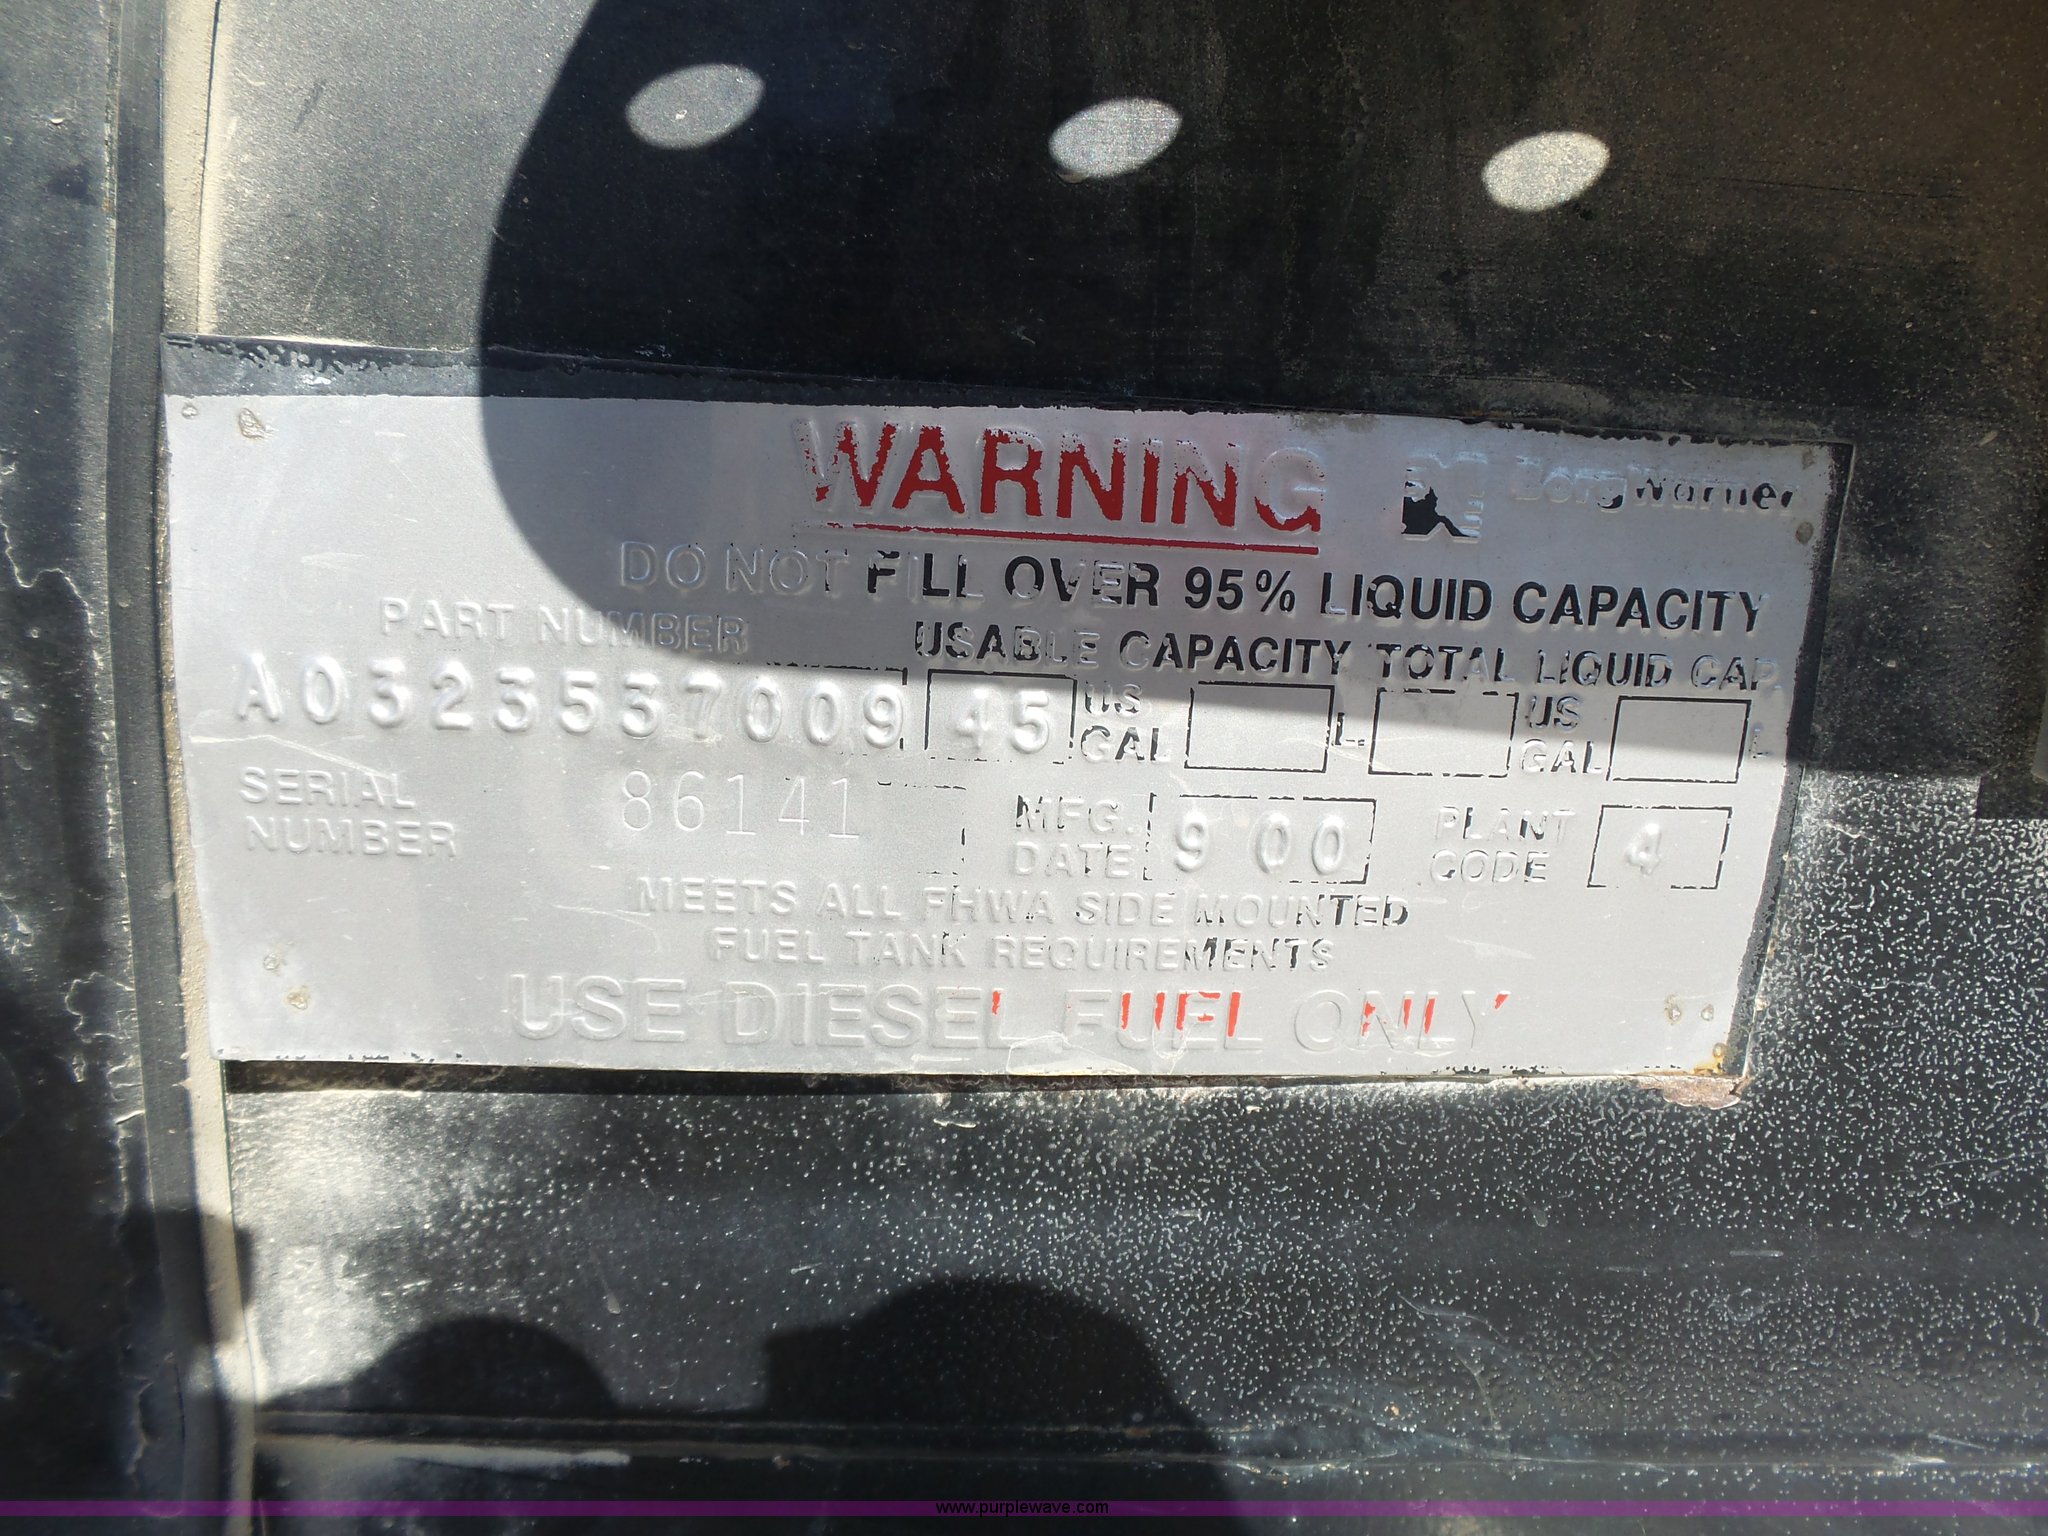 WARNING
BorgWarner
DO NOT FILL OVER 95% LIQUID CAPACITY
PART NUMBER
USABLE CAPACITY TOTAL LIQUID CAP.
A0323537009 45 US GAL L US GAL L
SERIAL NUMBER 86141 MFG. DATE 9 00 PLANT CODE 4
MEETS ALL FHWA SIDE MOUNTED
FUEL TANK REQUIREMENTS
USE DIESEL FUEL ONLY
www.purplewave.com